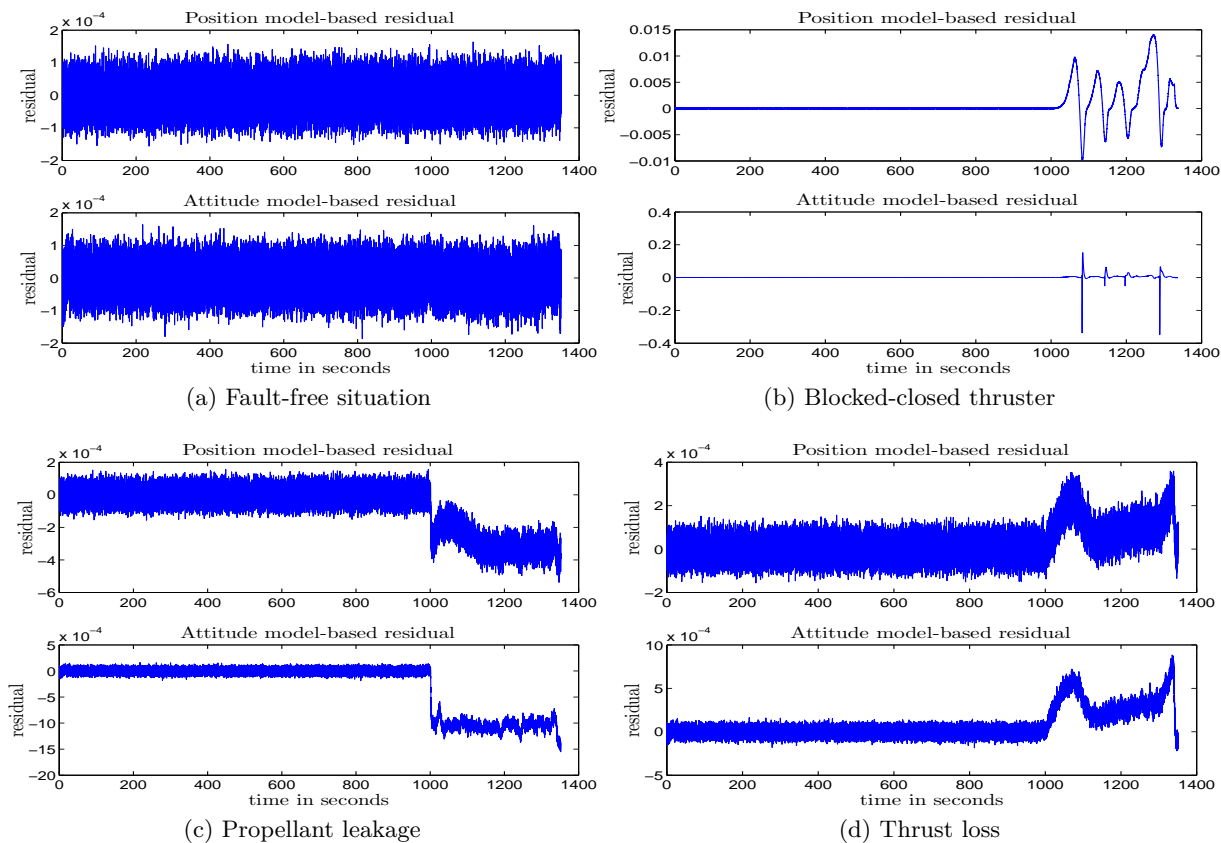 Position model-based residual
× 10⁻⁴
2
1
0
−1
−2
residual
0 200 400 600 800 1000 1200 1400
Attitude model-based residual
× 10⁻⁴
2
1
0
−1
−2
residual
0 200 400 600 800 1000 1200 1400
time in seconds
(a) Fault-free situation
Position model-based residual
0.015
0.01
0.005
0
−0.005
−0.01
residual
0 200 400 600 800 1000 1200 1400
Attitude model-based residual
0.4
0.2
0
−0.2
−0.4
residual
0 200 400 600 800 1000 1200 1400
time in seconds
(b) Blocked-closed thruster
Position model-based residual
× 10⁻⁴
2
0
−2
−4
−6
residual
0 200 400 600 800 1000 1200 1400
Attitude model-based residual
× 10⁻⁴
5
0
−5
−10
−15
−20
residual
0 200 400 600 800 1000 1200 1400
time in seconds
(c) Propellant leakage
Position model-based residual
× 10⁻⁴
4
2
0
−2
residual
0 200 400 600 800 1000 1200 1400
Attitude model-based residual
× 10⁻⁴
10
5
0
−5
residual
0 200 400 600 800 1000 1200 1400
time in seconds
(d) Thrust loss